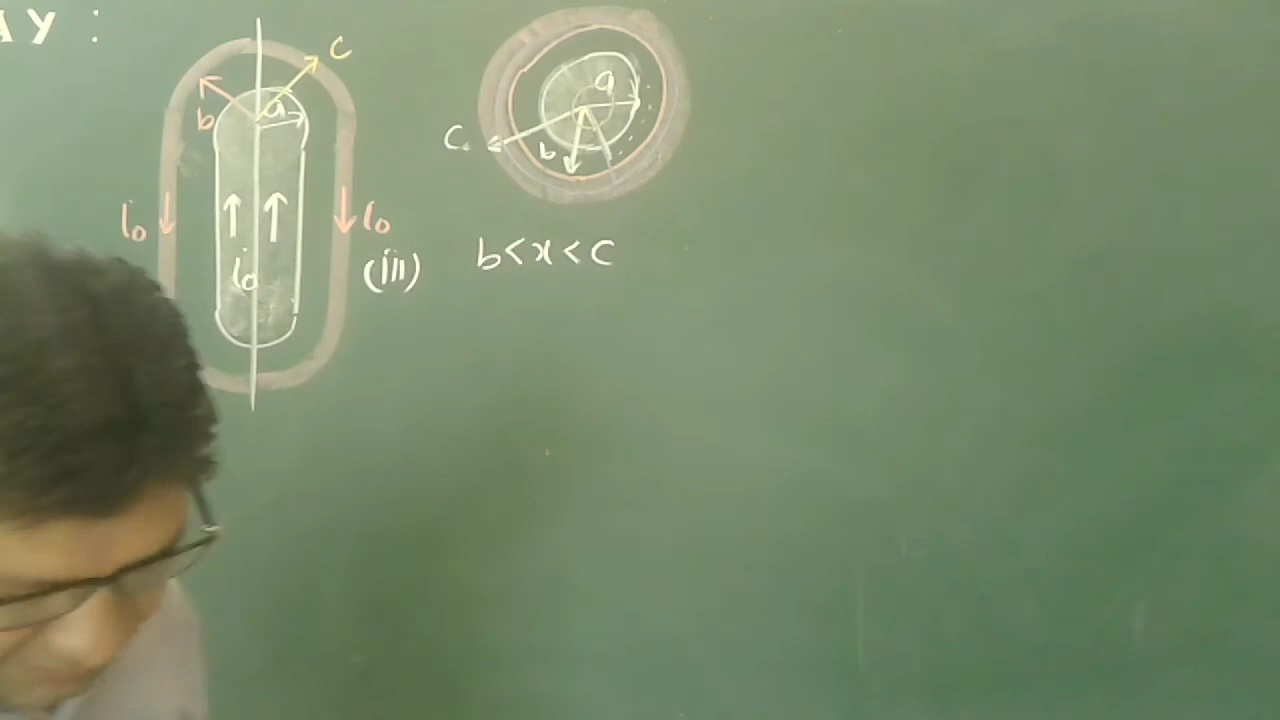 AY :
c
b
a
i₀
i₀
i₀
a
b
C.
(iii) b < x < c